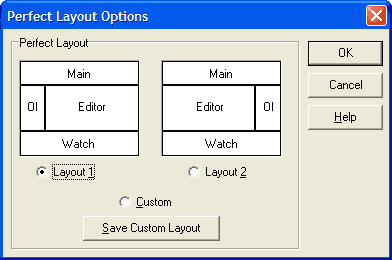 Perfect Layout Options
Perfect Layout
Main
OI
Editor
Watch
Main
Editor
OI
Watch
Layout 1
Layout 2
Custom
Save Custom Layout
OK
Cancel
Help